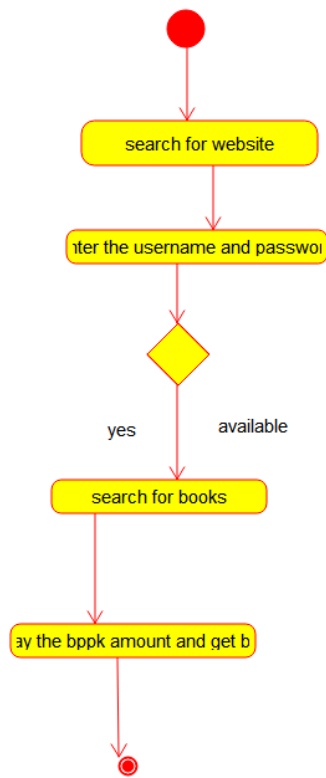 search for website
nter the username and passwor
yes
available
search for books
ay the bppk amount and get b